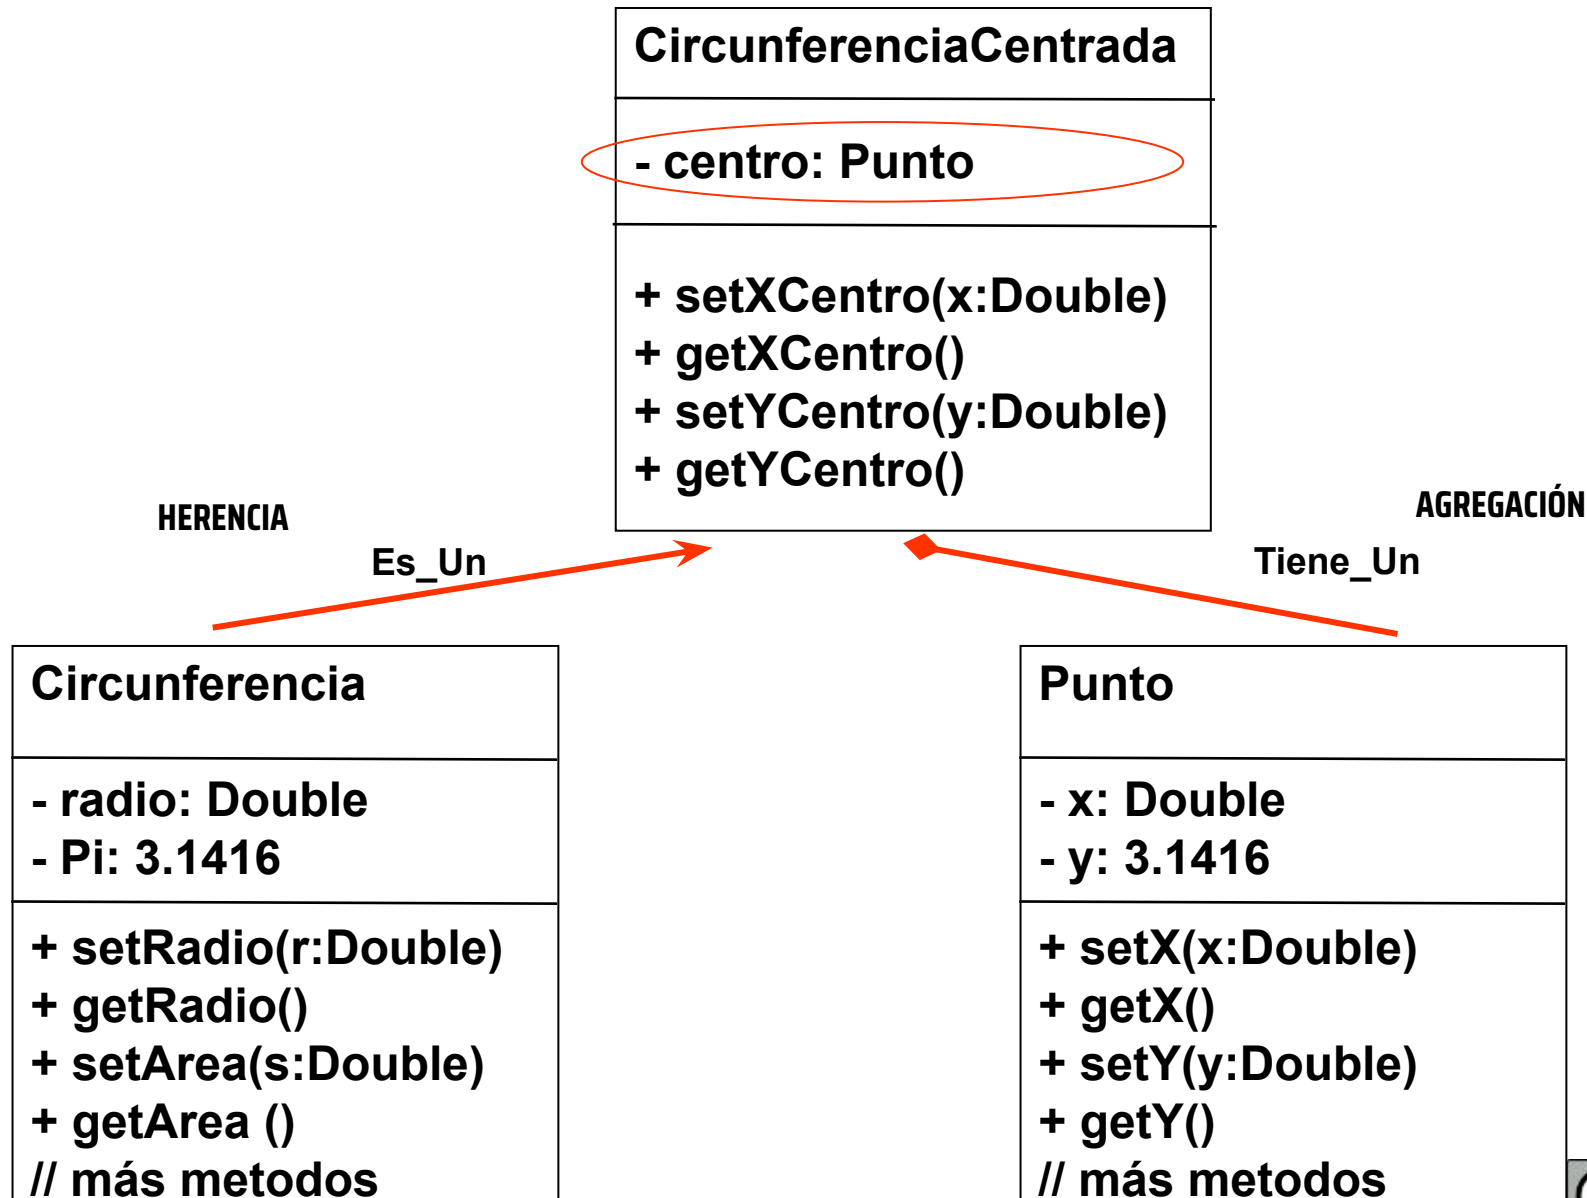 CircunferenciaCentrada
- centro: Punto
+ setXCentro(x:Double)
+ getXCentro()
+ setYCentro(y:Double)
+ getYCentro()
HERENCIA
Es_Un
AGREGACIÓN
Tiene_Un
Circunferencia
- radio: Double
- Pi: 3.1416
+ setRadio(r:Double)
+ getRadio()
+ setArea(s:Double)
+ getArea ()
// más metodos
Punto
- x: Double
- y: 3.1416
+ setX(x:Double)
+ getX()
+ setY(y:Double)
+ getY()
// más metodos